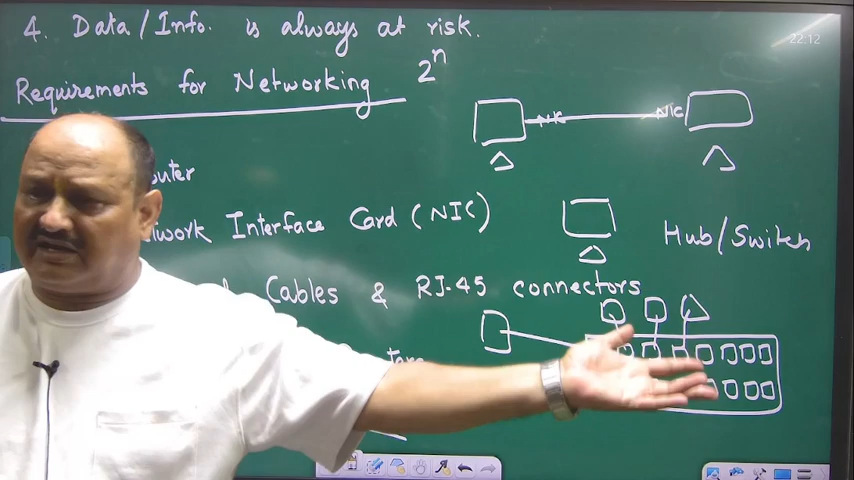 4. Data/Info. is always at risk.
22:12
Requirements for Networking 2ⁿ
NIC NIC
Interface Card (NIC)
Hub/Switch
Cables & RJ-45 connectors